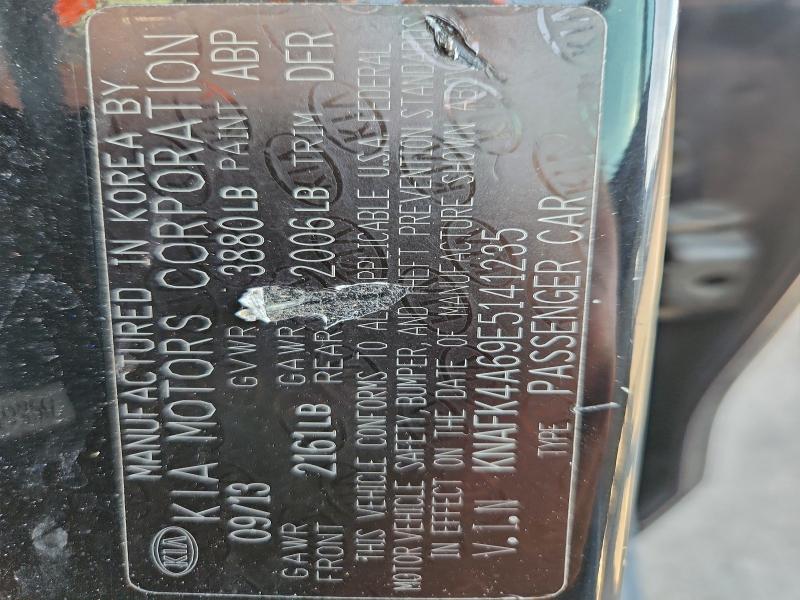 MANUFACTURED IN KOREA BY
KIA KIA MOTORS CORPORATION
09/13 GVWR 3880LB PAINT ABP
GAWR FRONT 2161LB GAWR REAR 2006LB TRIM DFR
THIS VEHICLE CONFORMS TO ALL APPLICABLE U.S.A. FEDERAL
MOTOR VEHICLE SAFETY, BUMPER, AND THEFT PREVENTION STANDARDS
IN EFFECT ON THE DATE OF MANUFACTURE SHOWN ABOVE
V.I.N KNAFK4A69E5141235
TYPE PASSENGER CAR